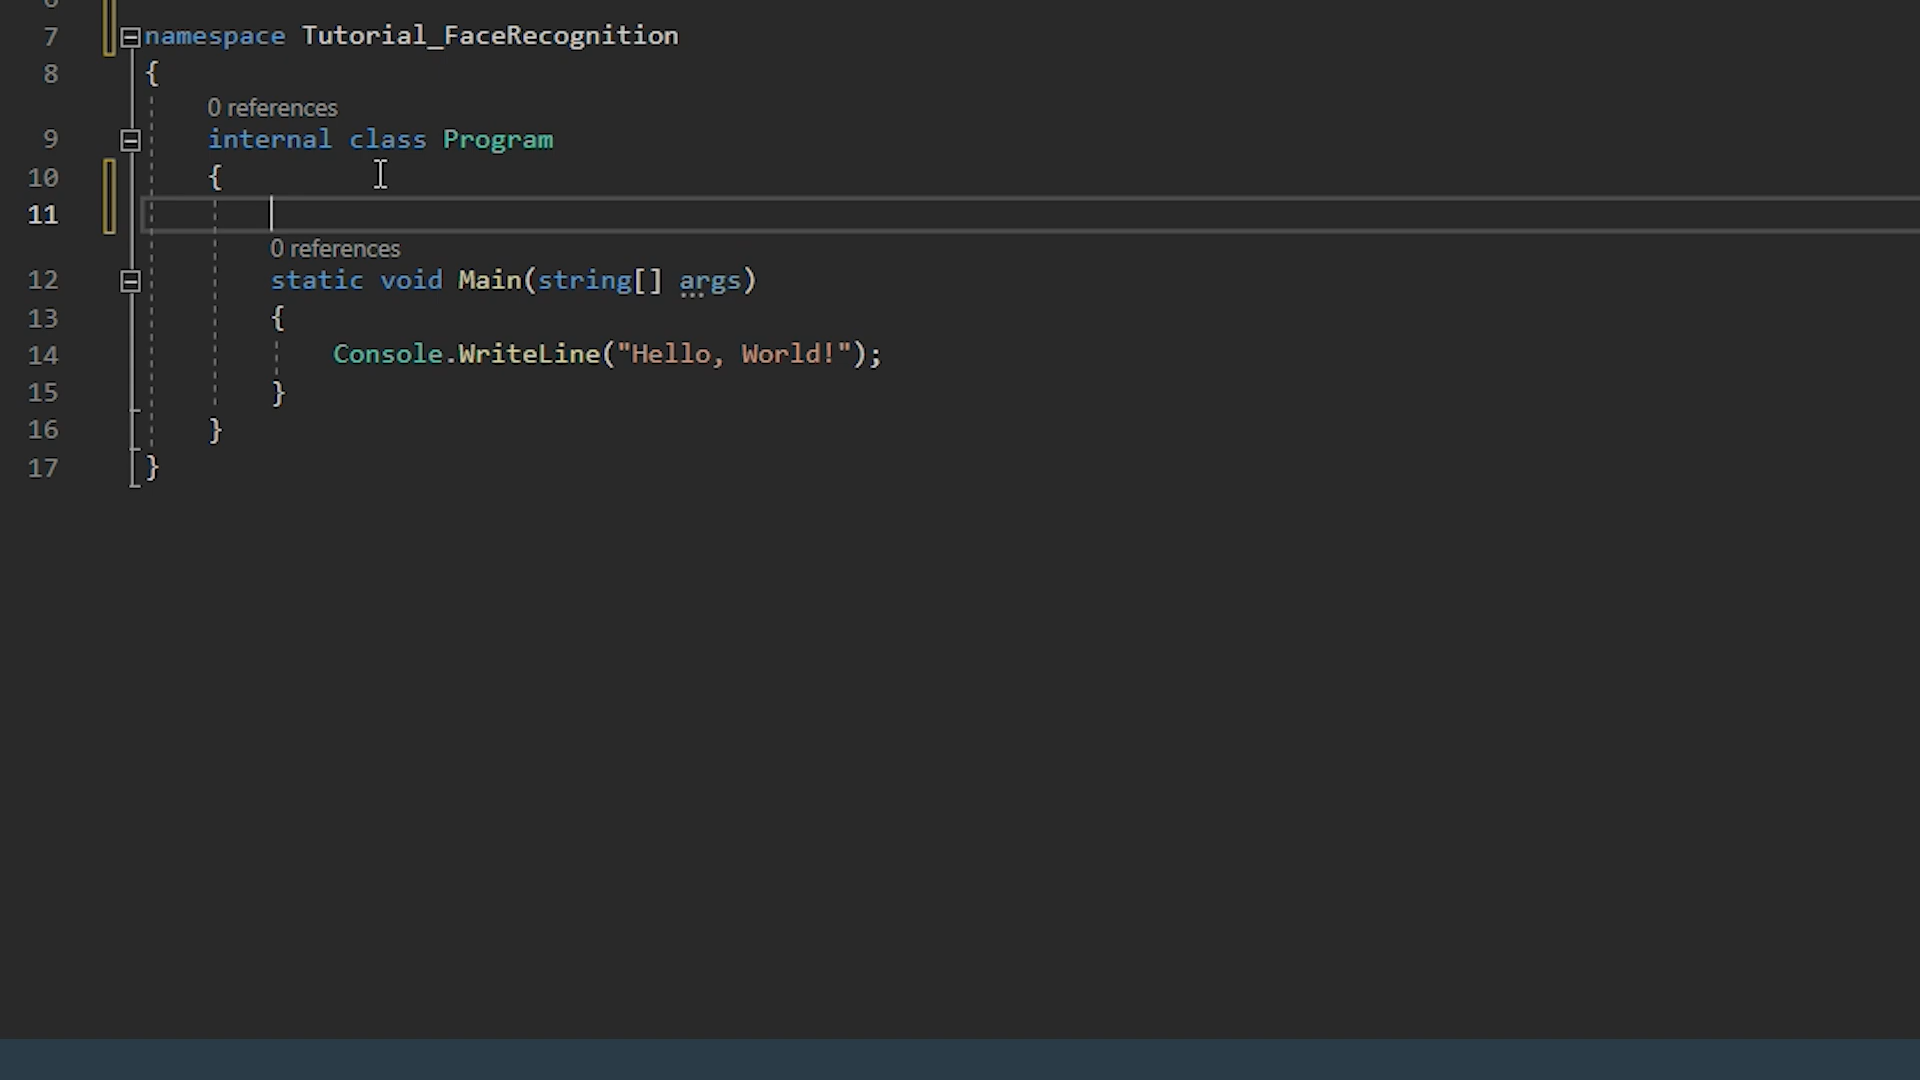 7 namespace Tutorial_FaceRecognition
8 {
0 references
9 internal class Program
10 {
11
0 references
12 static void Main(string[] args)
13 {
14 Console.WriteLine("Hello, World!");
15 }
16 }
17 }